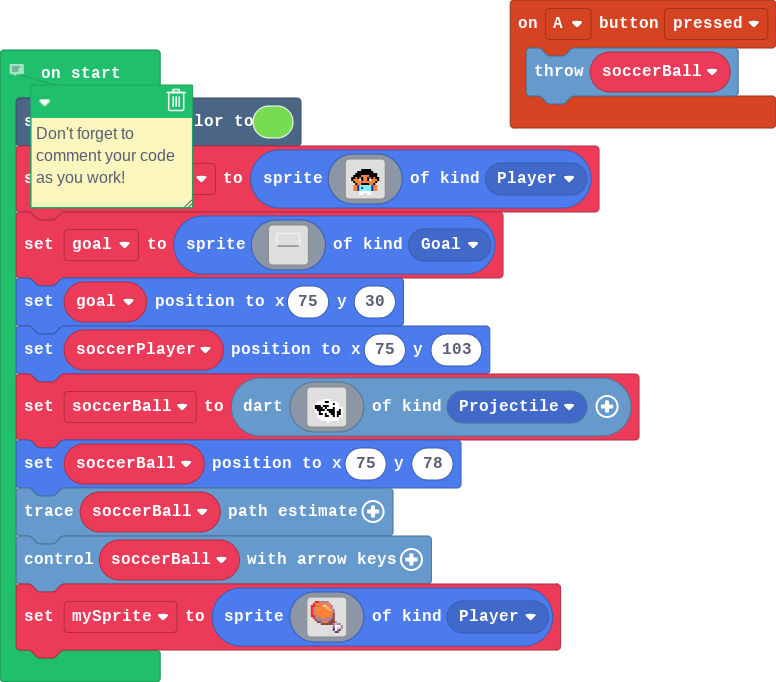 on A button pressed
throw soccerBall
on start
Don't forget to
comment your code
as you work!
lor to
to sprite of kind Player
set goal to sprite of kind Goal
set goal position to x 75 y 30
set soccerPlayer position to x 75 y 103
set soccerBall to dart of kind Projectile
set soccerBall position to x 75 y 78
trace soccerBall path estimate
control soccerBall with arrow keys
set mySprite to sprite of kind Player